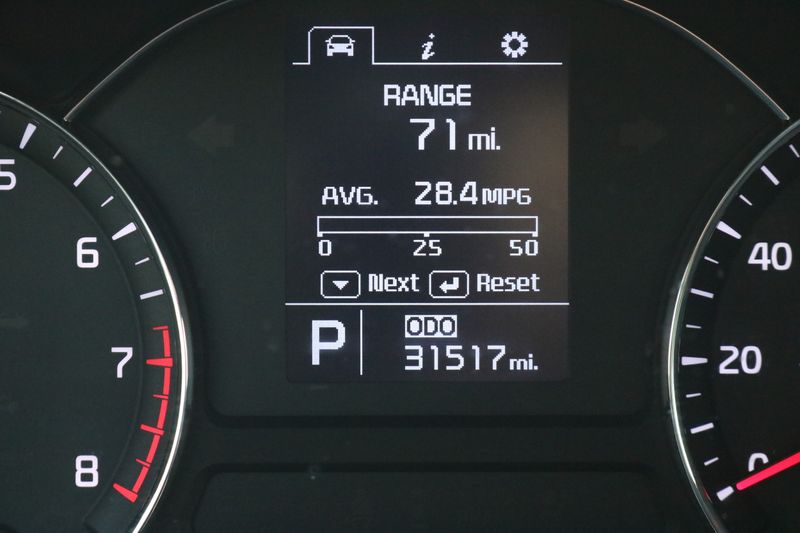 i
RANGE
71 mi.
AVG. 28.4 MPG
0 25 50
Next Reset
P
ODO
31517 mi.
5
6
7
8
40
20
0